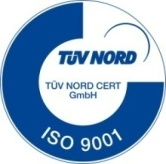 TÜV NORD
TÜV NORD CERT
GmbH
ISO 9001